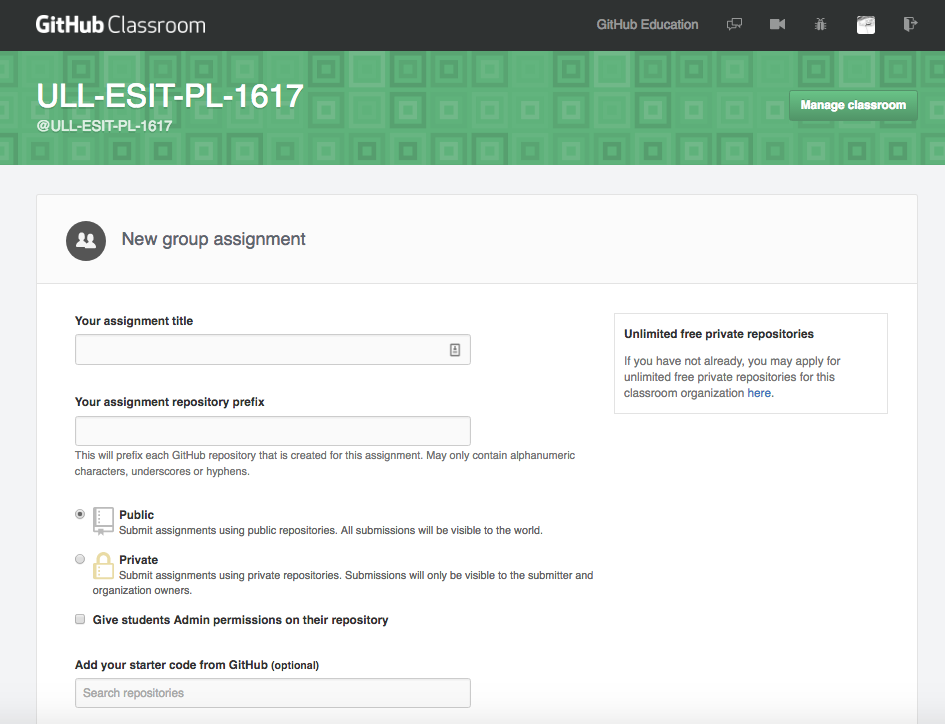 GitHub Classroom
GitHub Education
ULL-ESIT-PL-1617
@ULL-ESIT-PL-1617
Manage classroom
New group assignment
Your assignment title
Your assignment repository prefix
This will prefix each GitHub repository that is created for this assignment. May only contain alphanumeric
characters, underscores or hyphens.
Public
Submit assignments using public repositories. All submissions will be visible to the world.
Private
Submit assignments using private repositories. Submissions will only be visible to the submitter and
organization owners.
Give students Admin permissions on their repository
Add your starter code from GitHub (optional)
Search repositories
Unlimited free private repositories
If you have not already, you may apply for
unlimited free private repositories for this
classroom organization here.